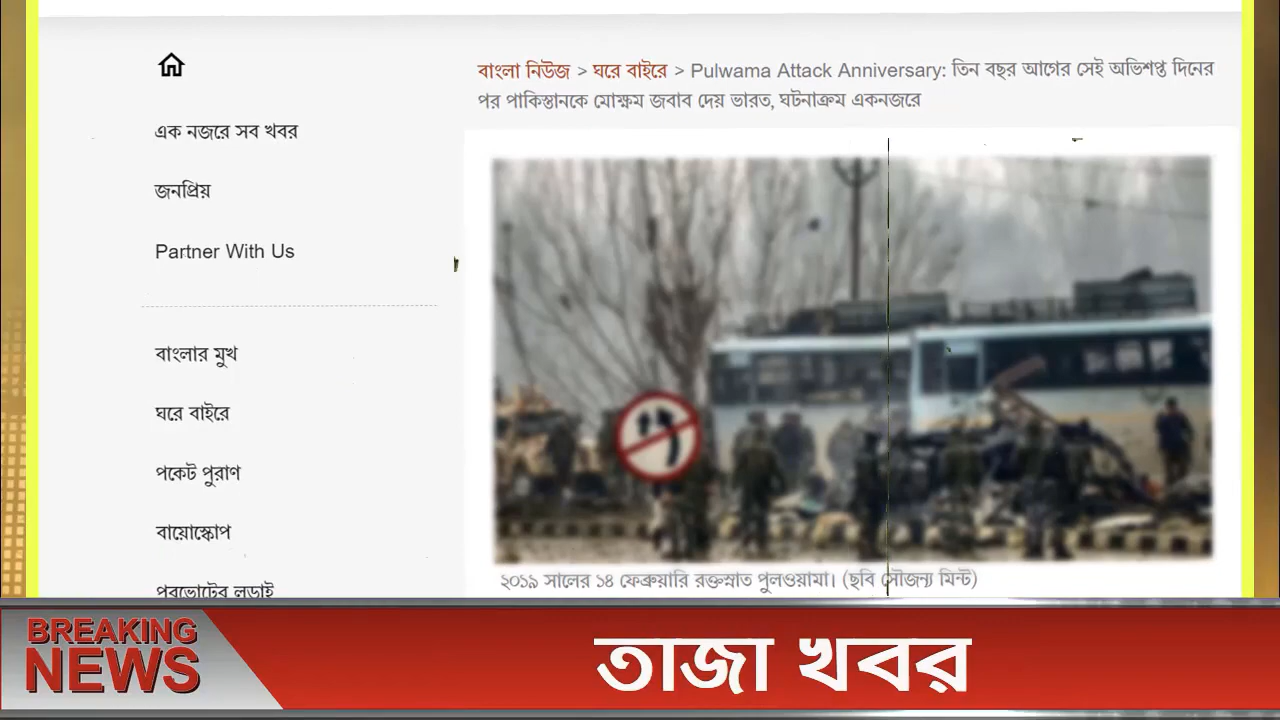 বাংলা নিউজ > ঘরে বাইরে > Pulwama Attack Anniversary: তিন বছর আগের সেই অভিশপ্ত দিনের
পর পাকিস্তানকে মোক্ষম জবাব দেয় ভারত, ঘটনাক্রম একনজরে
এক নজরে সব খবর
জনপ্রিয়
Partner With Us
বাংলার মুখ
ঘরে বাইরে
পকেট পুরাণ
বায়োস্কোপ
পুরভোটের লড়াই
২০১৯ সালের ১৪ ফেব্রুয়ারি রক্তস্নাত পুলওয়ামা। (ছবি সৌজন্য মিন্ট)
BREAKING
NEWS
তাজা খবর